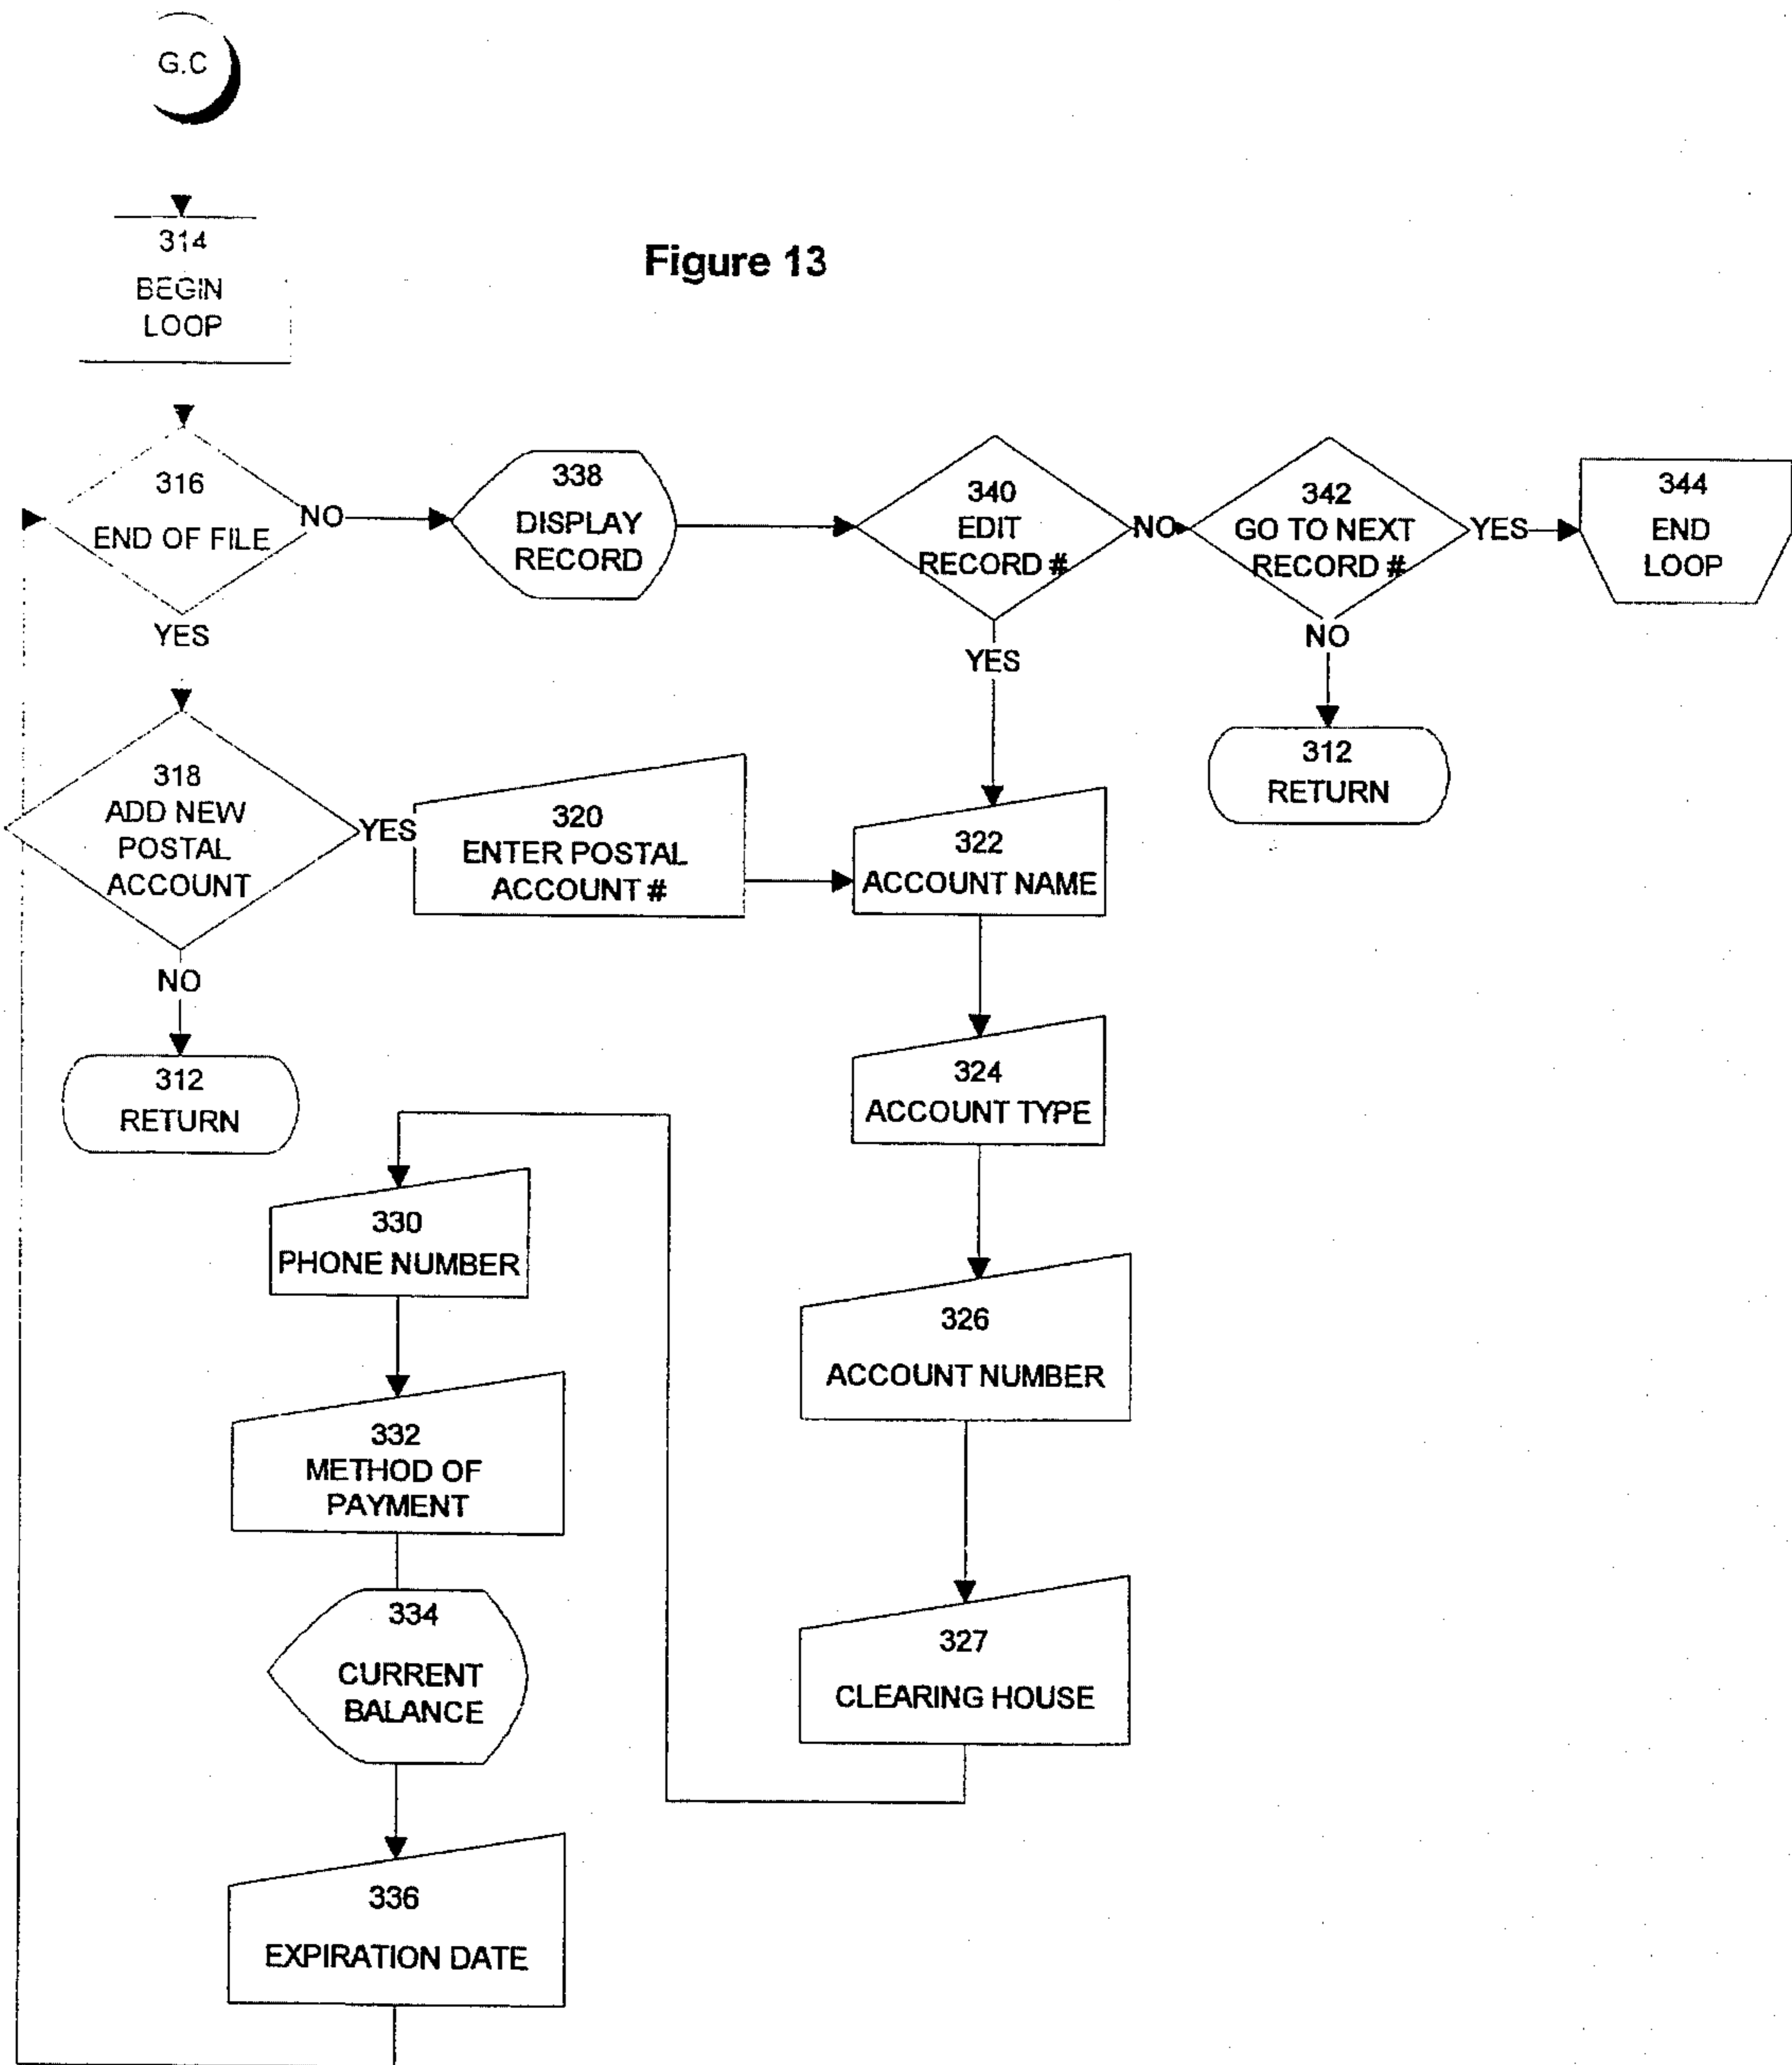 G.C
314
BEGIN
LOOP
Figure 13
316
END OF FILE
NO
YES
338
DISPLAY
RECORD
340
EDIT
RECORD #
NO
YES
342
GO TO NEXT
RECORD #
YES
NO
344
END
LOOP
312
RETURN
318
ADD NEW
POSTAL
ACCOUNT
YES
NO
320
ENTER POSTAL
ACCOUNT #
322
ACCOUNT NAME
312
RETURN
324
ACCOUNT TYPE
326
ACCOUNT NUMBER
327
CLEARING HOUSE
330
PHONE NUMBER
332
METHOD OF
PAYMENT
334
CURRENT
BALANCE
336
EXPIRATION DATE